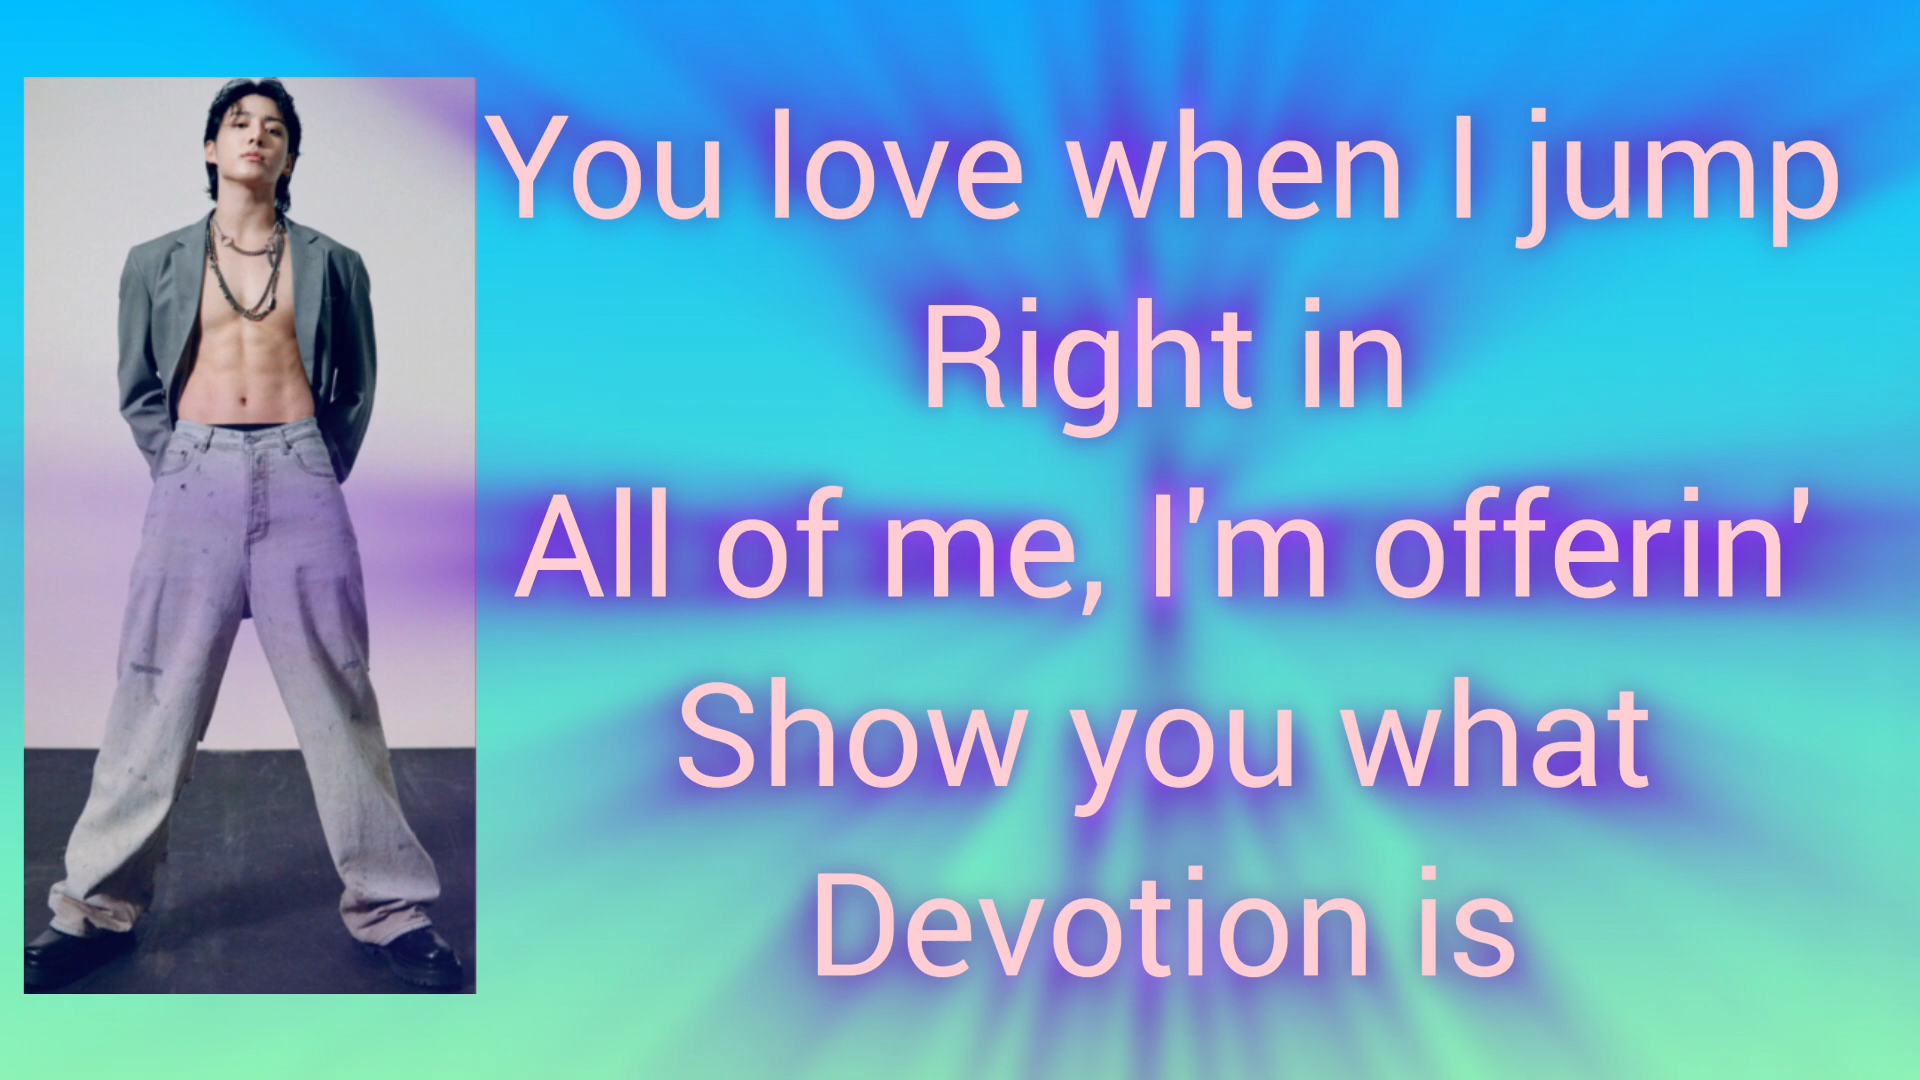 You love when I jump
Right in
All of me, I'm offerin'
Show you what
Devotion is